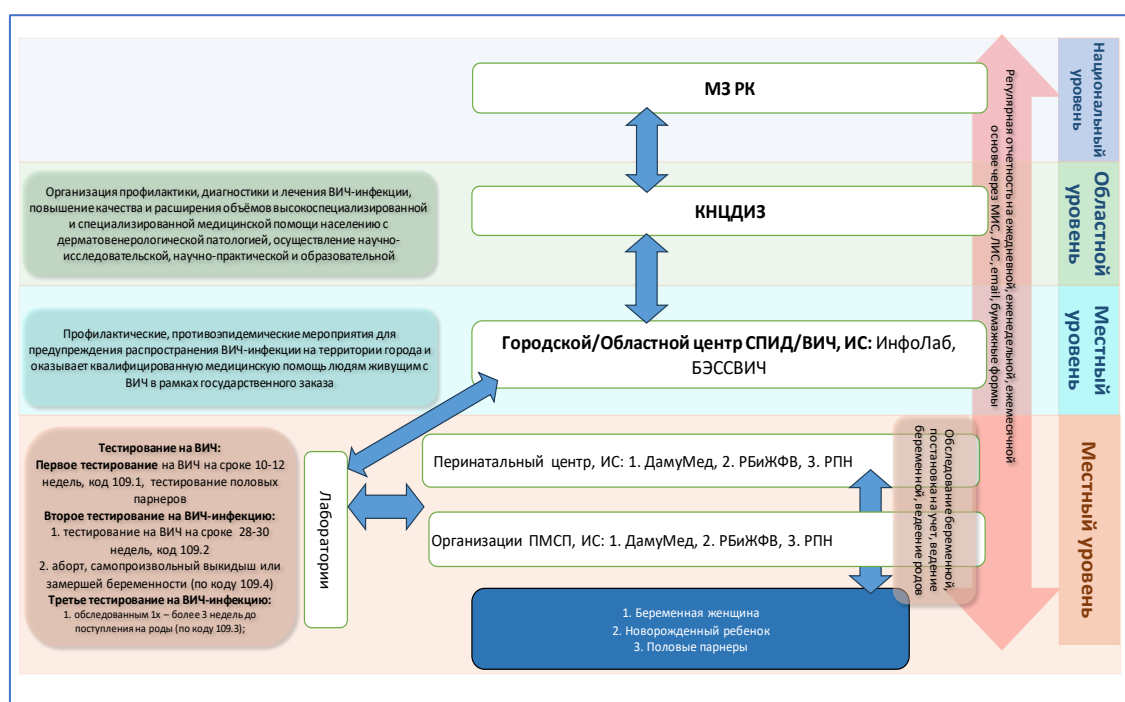 МЗ РК
Национальный
уровень
Регулярная отчетность на ежедневной, еженедельной, ежемесячной
основе через МИС, ЛИС, email, бумажные формы
Организация профилактики, диагностики и лечения ВИЧ-инфекции,
повышение качества и расширения объёмов высокоспециализированной
и специализированной медицинской помощи населению с
дерматовенерологической патологией, осуществление научно-
исследовательской, научно-практической и образовательной
КНЦДИЗ
Областной
уровень
Профилактические, противоэпидемические мероприятия для
предупреждения распространения ВИЧ-инфекции на территории города и
оказывает квалифицированную медицинскую помощь людям живущим с
ВИЧ в рамках государственного заказа
Городской/Областной центр СПИД/ВИЧ, ИС: ИнфоЛаб,
БЭССВИЧ
Местный
уровень
Тестирование на ВИЧ:
Первое тестирование на ВИЧ на сроке 10-12
недель, код 109.1, тестирование половых
парнеров
Второе тестирование на ВИЧ-инфекцию:
1. тестирование на ВИЧ на сроке 28-30
недель, код 109.2
2. аборт, самопроизвольный выкидыш или
замершей беременности (по коду 109.4)
Третье тестирование на ВИЧ-инфекцию:
1. обследованным 1х – более 3 недель до
поступления на роды (по коду 109.3);
Лаборатории
Перинатальный центр, ИС: 1. ДамуМед, 2. РБиЖФВ, 3. РПН
Организации ПМСП, ИС: 1. ДамуМед, 2. РБиЖФВ, 3. РПН
1. Беременная женщина
2. Новорожденный ребенок
3. Половые парнеры
Обследование беременной,
постановка на учет, ведение
беременной, ведение родов
Местный уровень